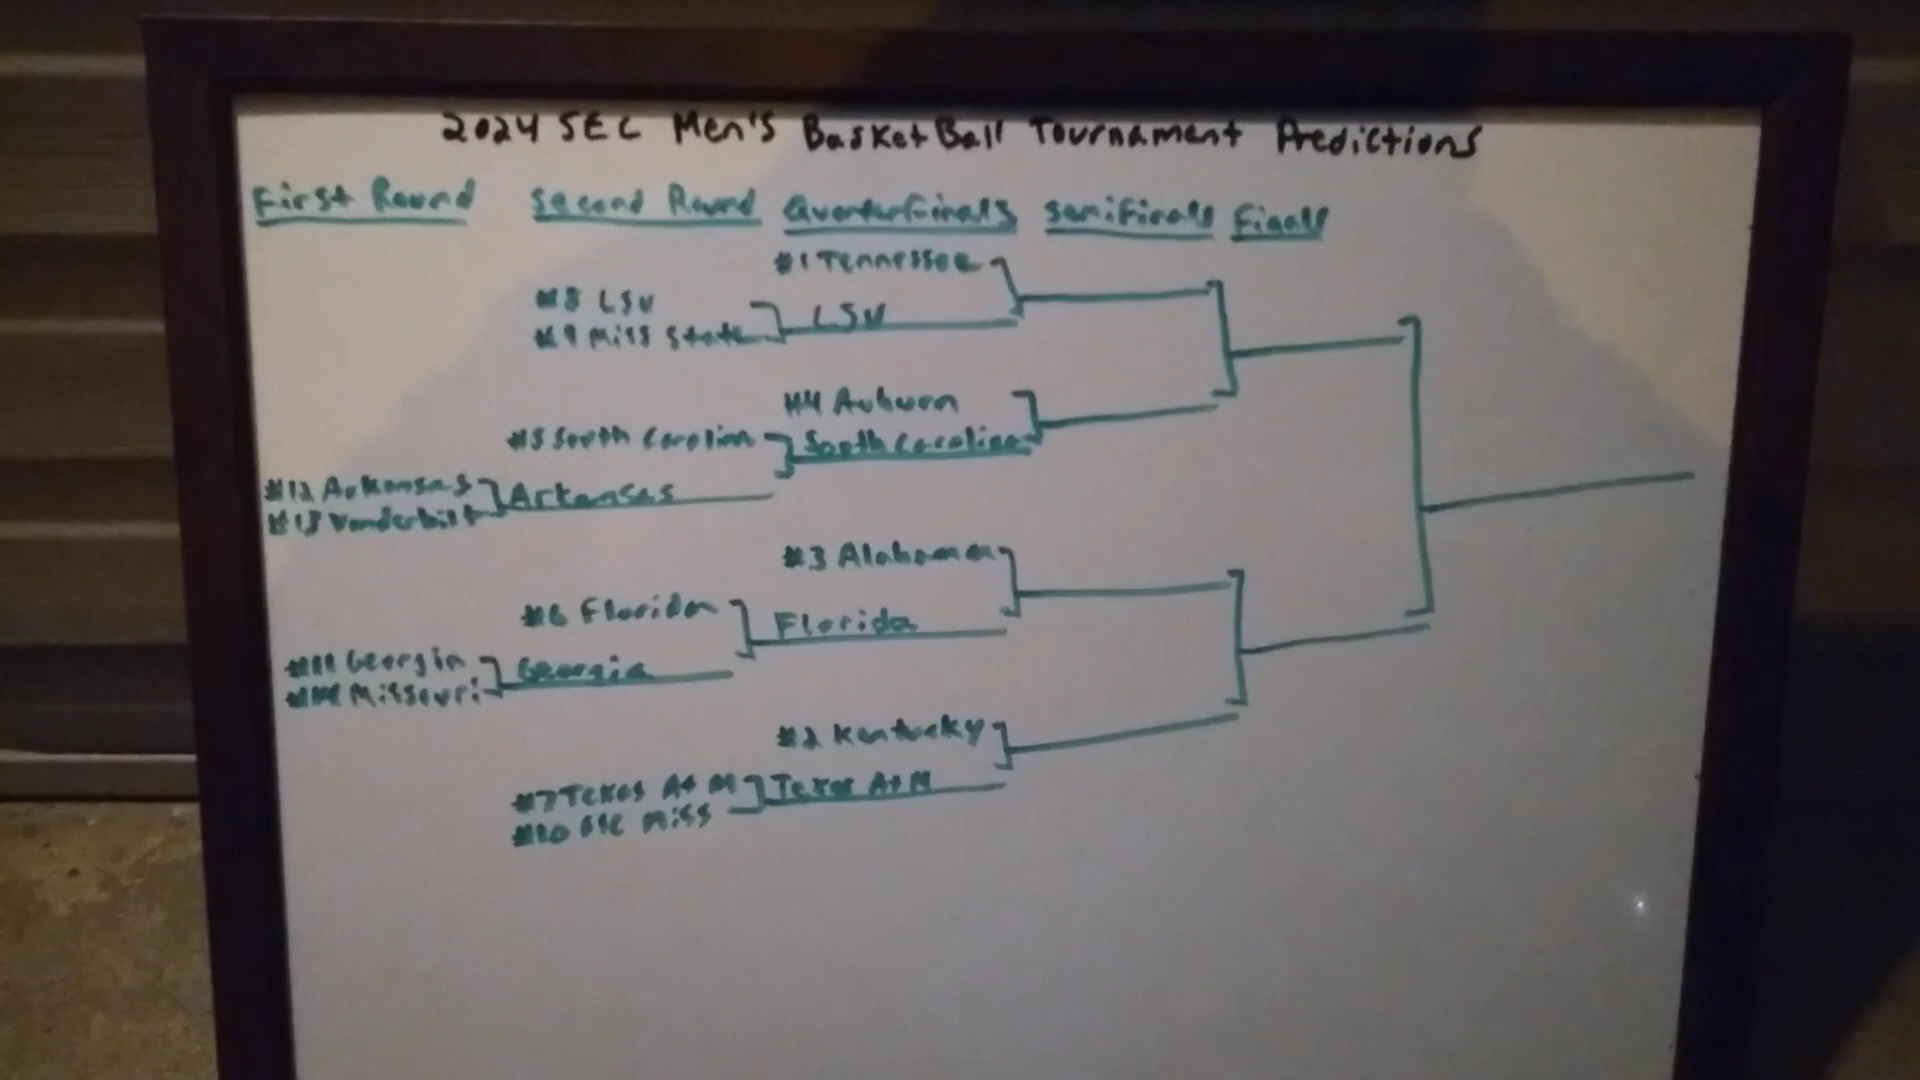 2024 SEC Men's BasketBall Tournament Predictions
First Round Second Round Quarterfinals Semifinals Finals
#1 Tennessee
#8 LSU
#9 Miss State
LSU
#4 Auburn
#5 South Carolina
South Carolina
#12 Arkansas
#13 Vanderbilt
Arkansas
#3 Alabama
#6 Florida
Florida
#11 Georgia
#14 Missouri
Georgia
#2 Kentucky
#7 Texas A+M
#10 Ole Miss
Texas A+M